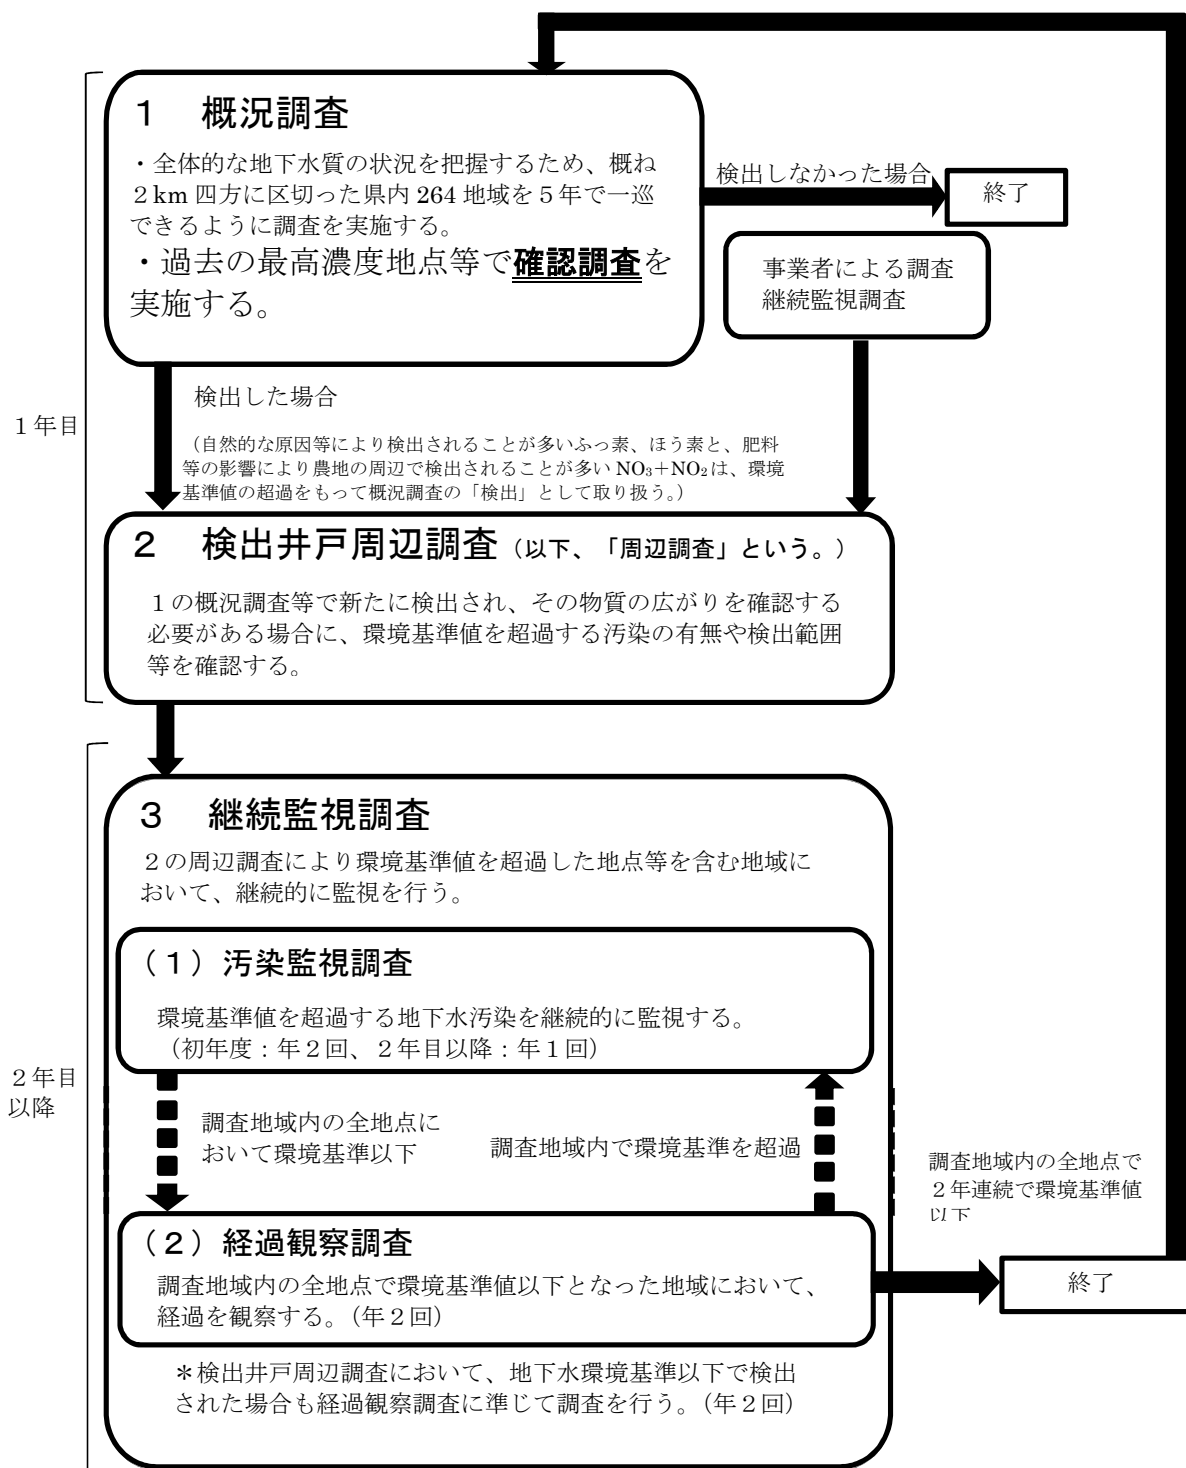 １　概況調査
・全体的な地下水質の状況を把握するため、概ね
２km 四方に区切った県内 264 地域を５年で一巡
できるように調査を実施する。
・過去の最高濃度地点等で確認調査を
実施する。
検出しなかった場合
終了
事業者による調査
継続監視調査
１年目
検出した場合
（自然的な原因等により検出されることが多いふっ素、ほう素と、肥料
等の影響により農地の周辺で検出されることが多い NO₃＋NO₂は、環境
基準値の超過をもって概況調査の「検出」として取り扱う。）
２　検出井戸周辺調査（以下、「周辺調査」という。）
１の概況調査等で新たに検出され、その物質の広がりを確認する
必要がある場合に、環境基準値を超過する汚染の有無や検出範囲
等を確認する。
３　継続監視調査
２の周辺調査により環境基準値を超過した地点等を含む地域に
おいて、継続的に監視を行う。
（１）汚染監視調査
環境基準値を超過する地下水汚染を継続的に監視する。
（初年度：年２回、２年目以降：年１回）
２年目
以降
調査地域内の全地点に
おいて環境基準以下
調査地域内で環境基準を超過
調査地域内の全地点で
２年連続で環境基準値
以下
（２）経過観察調査
調査地域内の全地点で環境基準値以下となった地域において、
経過を観察する。（年２回）
終了
＊検出井戸周辺調査において、地下水環境基準以下で検出
された場合も経過観察調査に準じて調査を行う。（年２回）